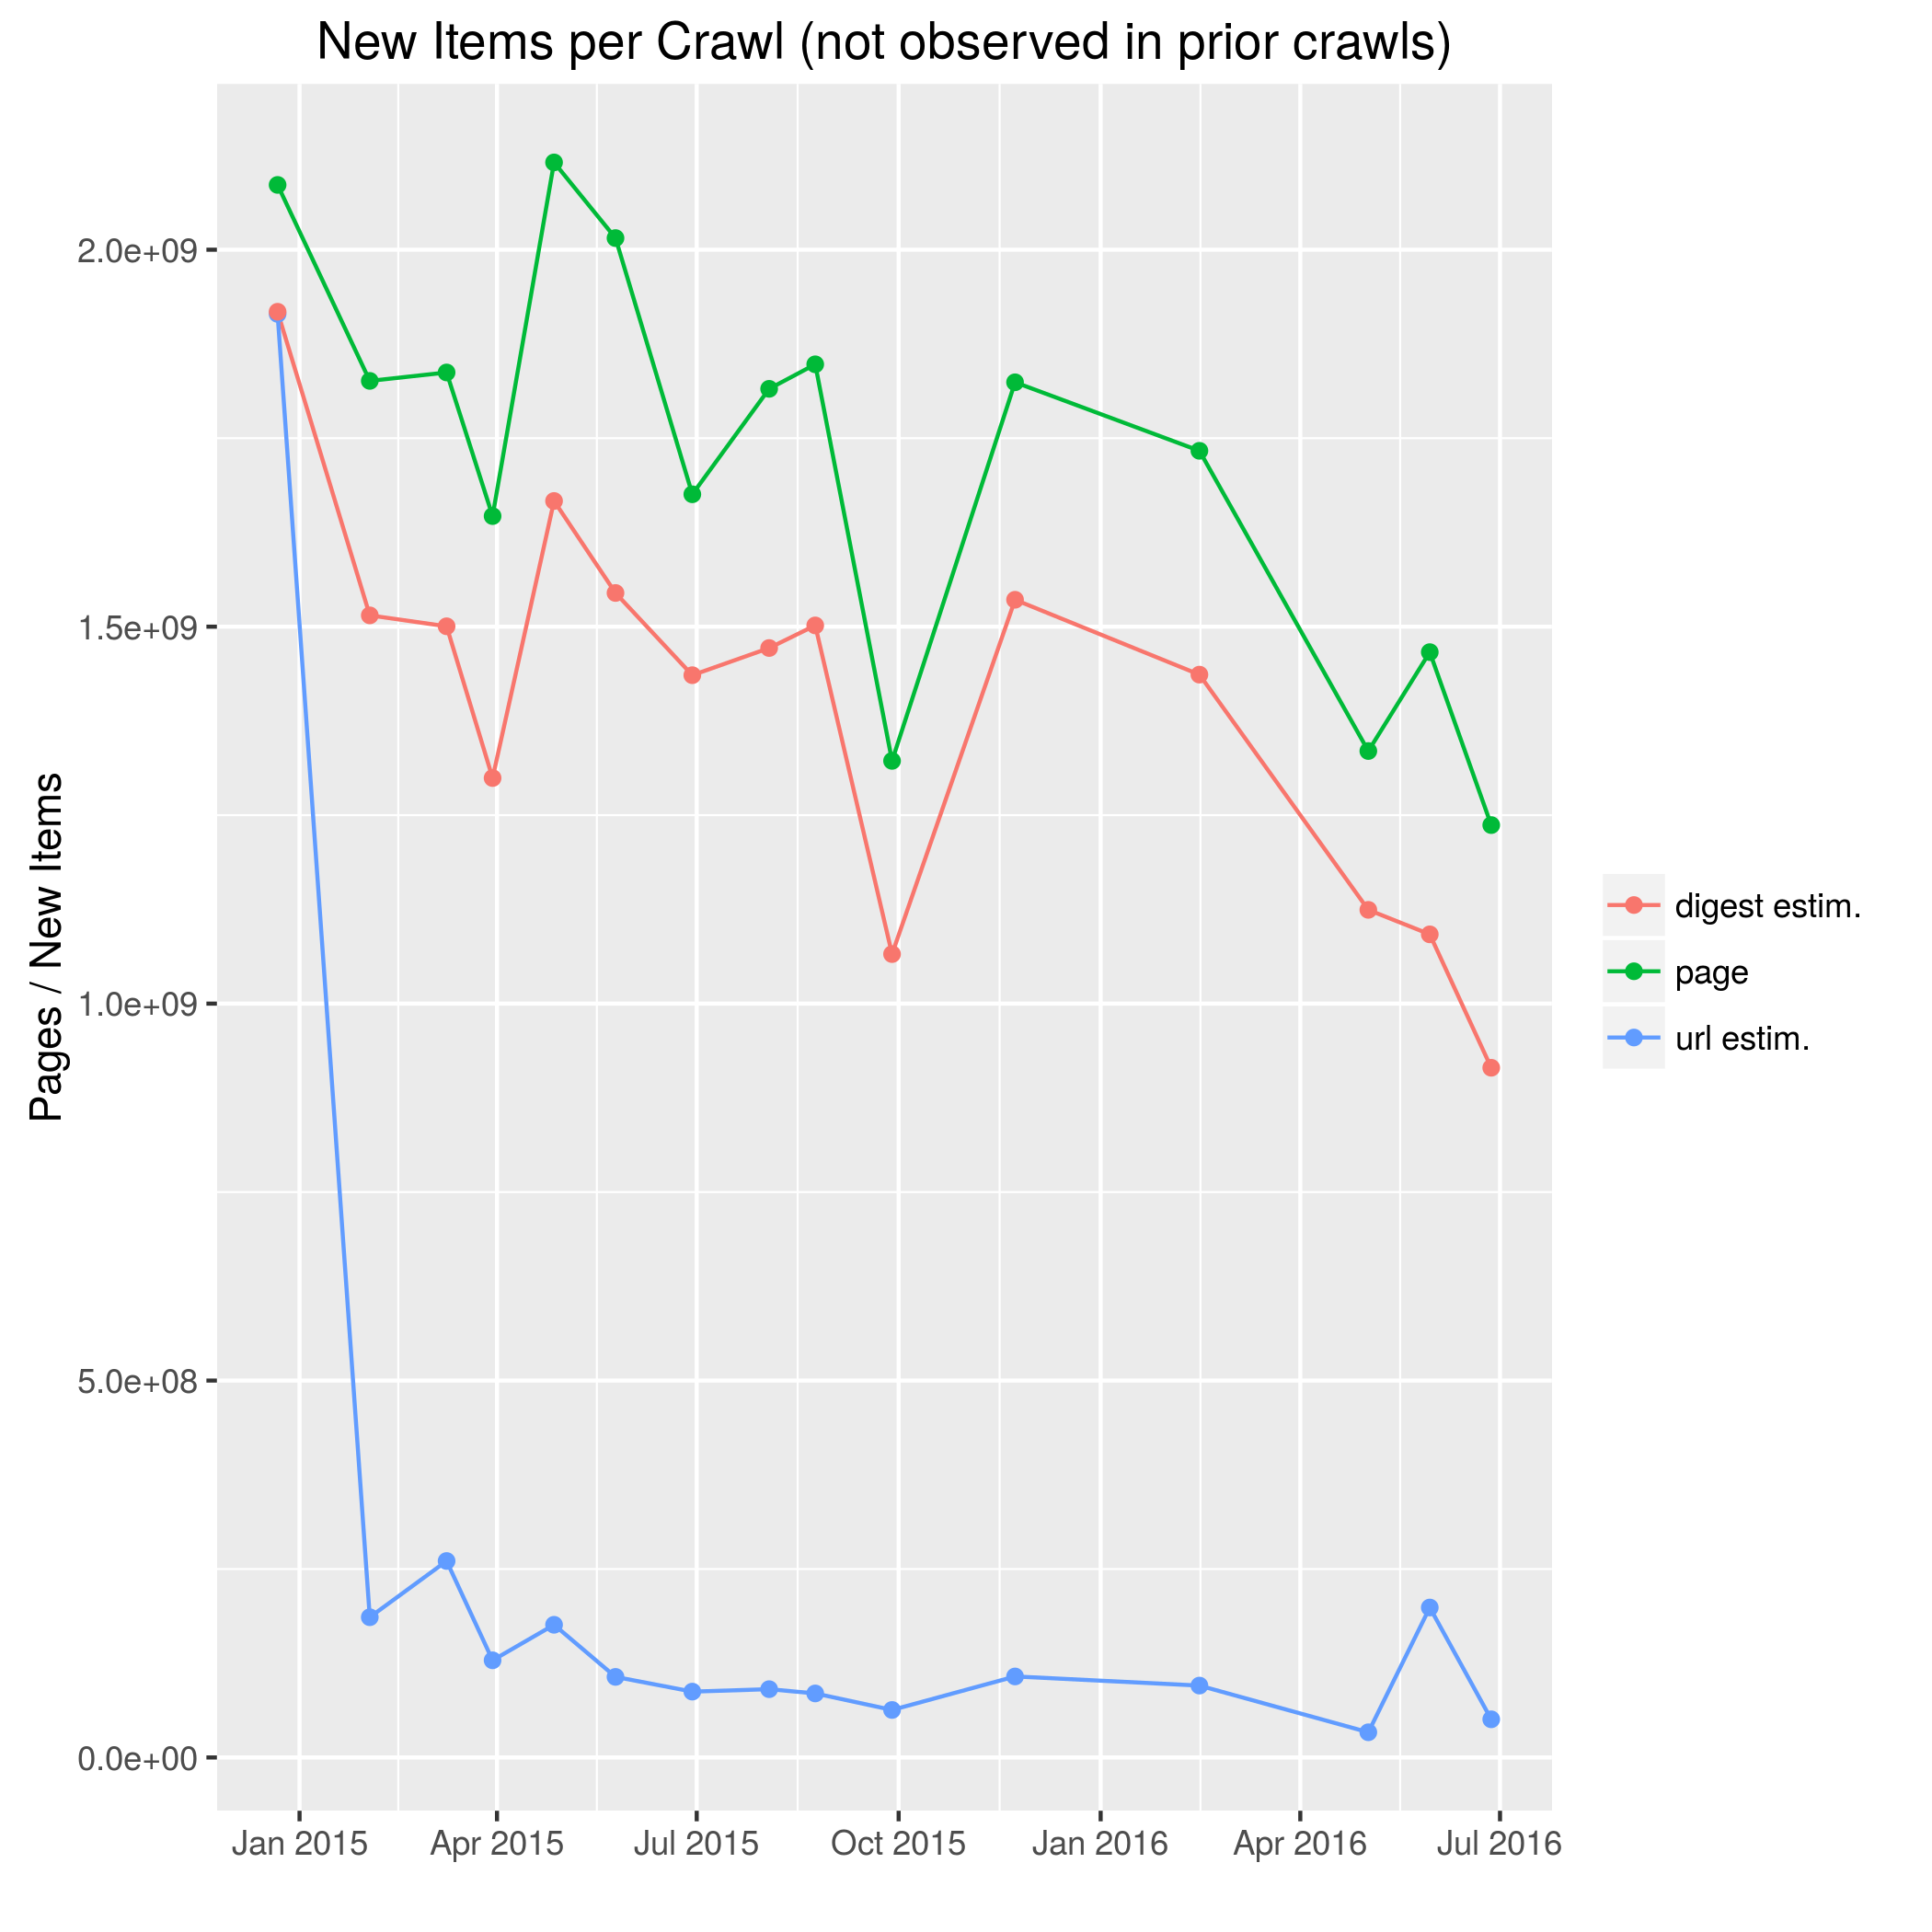 New Items per Crawl (not observed in prior crawls)
Pages / New Items
2.0e+09
1.5e+09
1.0e+09
5.0e+08
0.0e+00
Jan 2015 Apr 2015 Jul 2015 Oct 2015 Jan 2016 Apr 2016 Jul 2016
digest estim.
page
url estim.